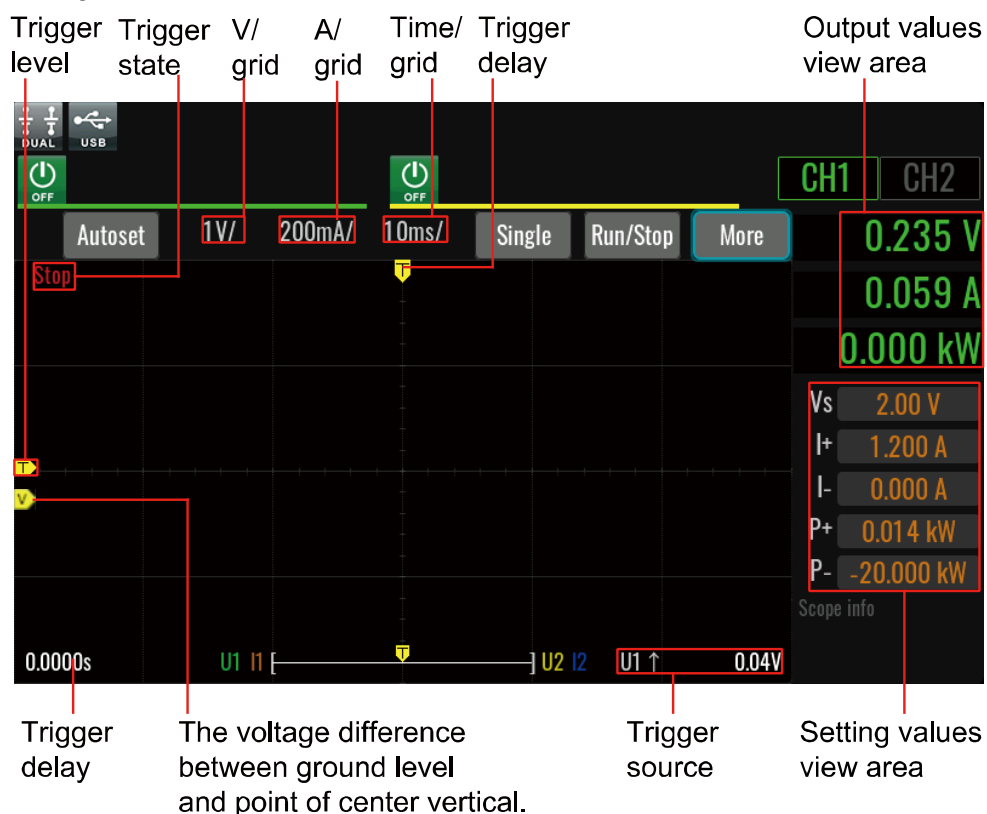 Trigger level
Trigger state
V/ grid
A/ grid
Time/ grid
Trigger delay
Output values view area
DUAL
USB
OFF
OFF
CH1
CH2
Autoset
1V/
200mA/
10ms/
Single
Run/Stop
More
0.235 V
Stop
T
0.059 A
0.000 kW
Vs 2.00 V
I+ 1.200 A
T
I- 0.000 A
V
P+ 0.014 kW
P- -20.000 kW
Scope info
0.0000s
U1 I1 [
T
] U2 I2
U1 ↑ 0.04V
Trigger delay
The voltage difference
between ground level
and point of center vertical.
Trigger source
Setting values view area